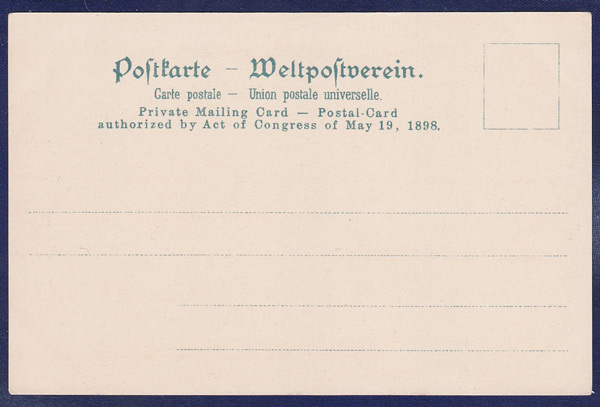 Poſtkarte – Weltpoſtverein.
Carte postale — Union postale universelle.
Private Mailing Card — Postal-Card
authorized by Act of Congress of May 19, 1898.